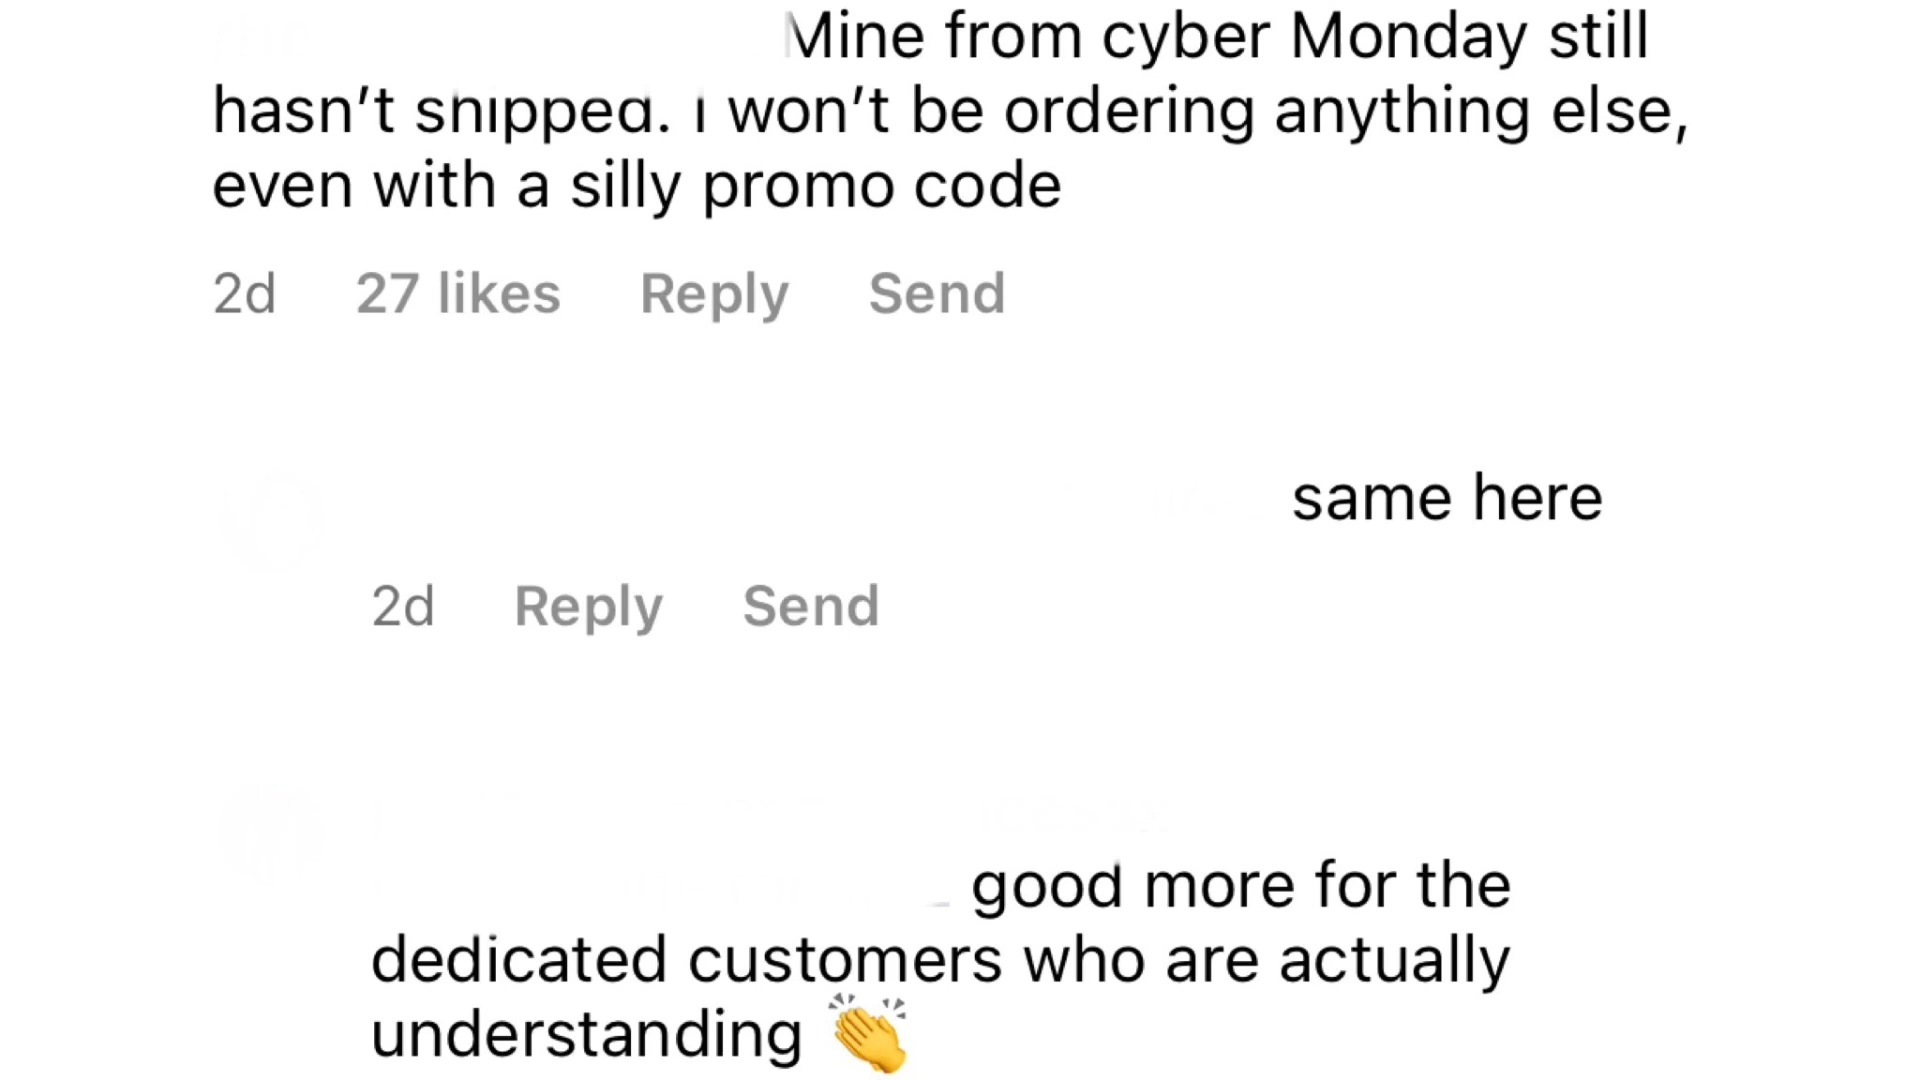 Mine from cyber Monday still
hasn’t shipped. I won’t be ordering anything else,
even with a silly promo code
2d 27 likes Reply Send
same here
2d Reply Send
good more for the
dedicated customers who are actually
understanding 👏